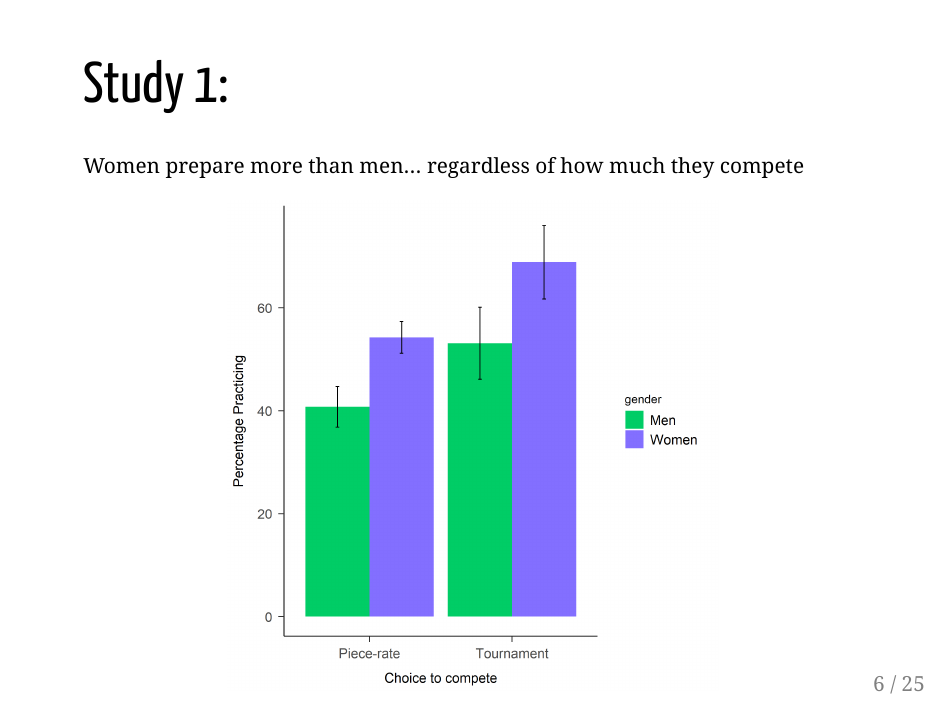 Study 1:
Women prepare more than men... regardless of how much they compete
60
40
20
0
Percentage Practicing
Piece-rate
Tournament
Choice to compete
gender
Men
Women
6 / 25